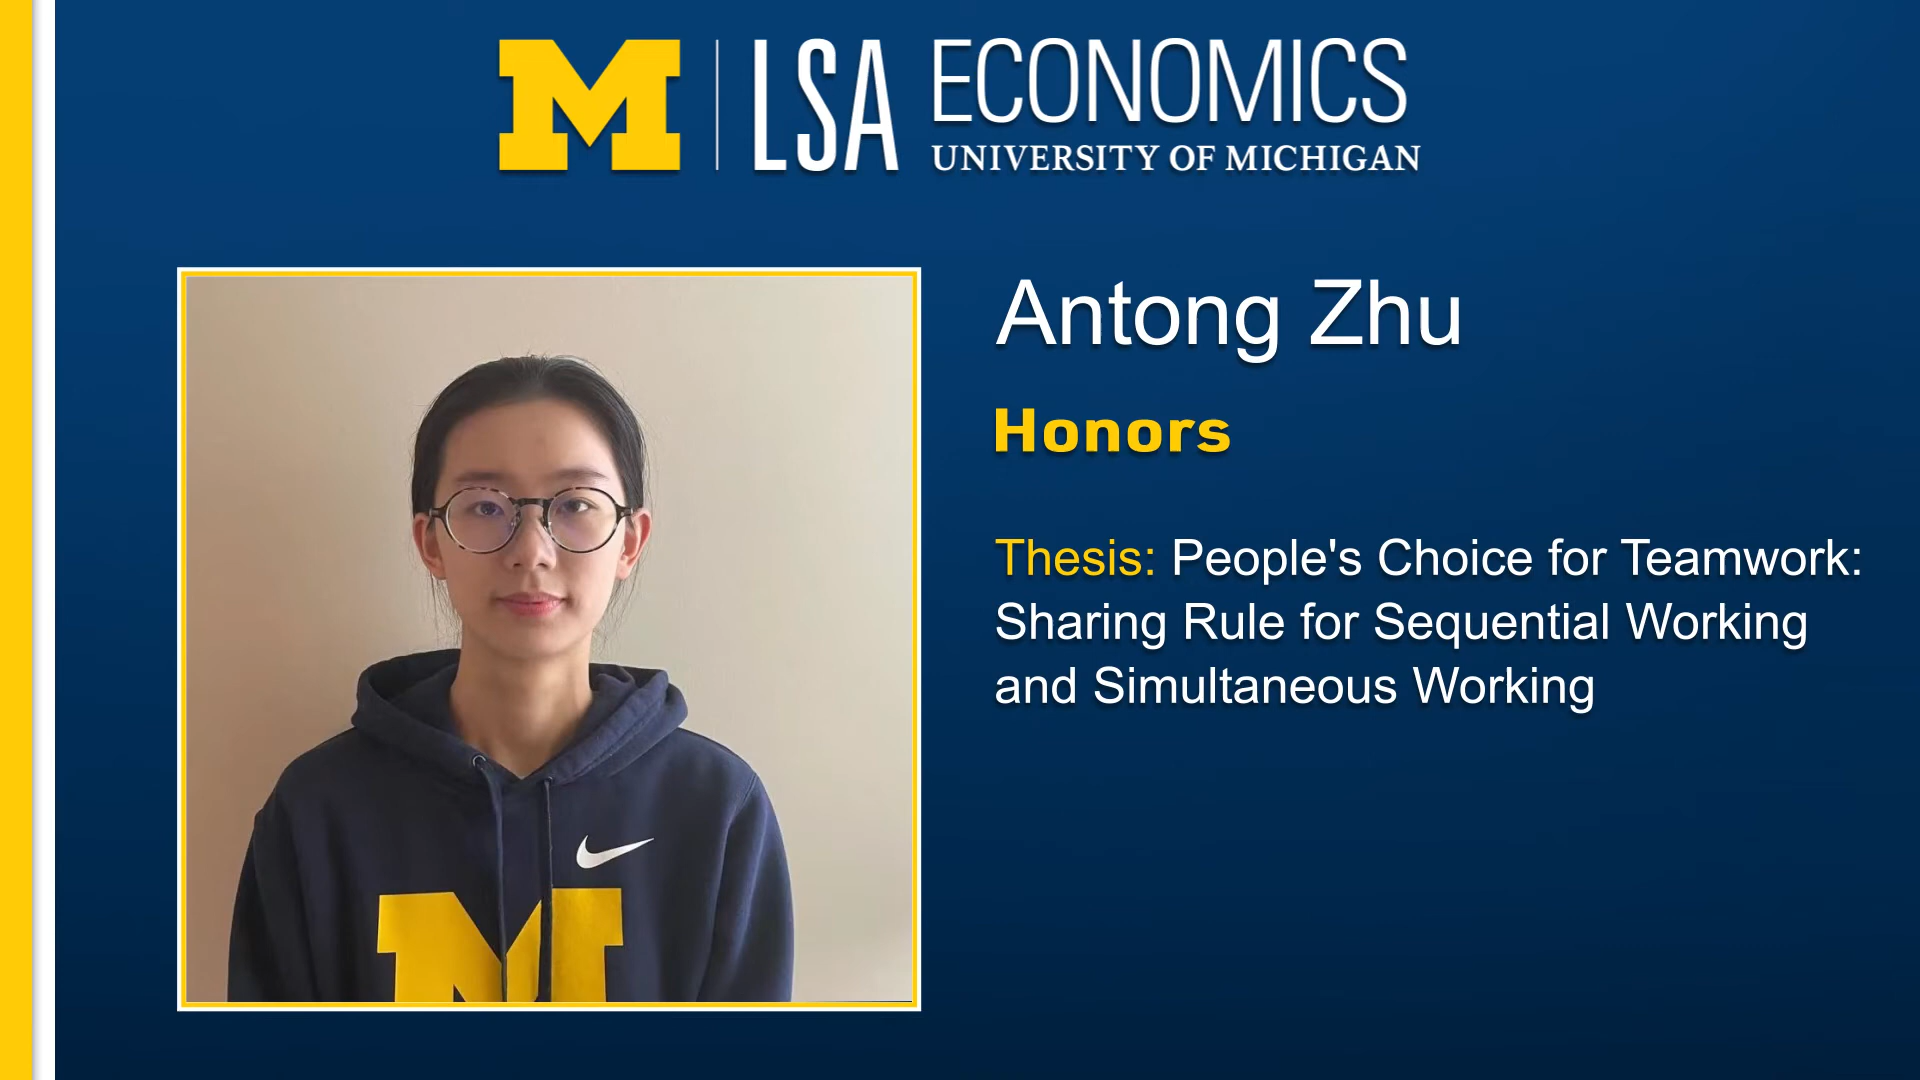 M LSA ECONOMICS
UNIVERSITY OF MICHIGAN
Antong Zhu
Honors
Thesis: People's Choice for Teamwork:
Sharing Rule for Sequential Working
and Simultaneous Working
M